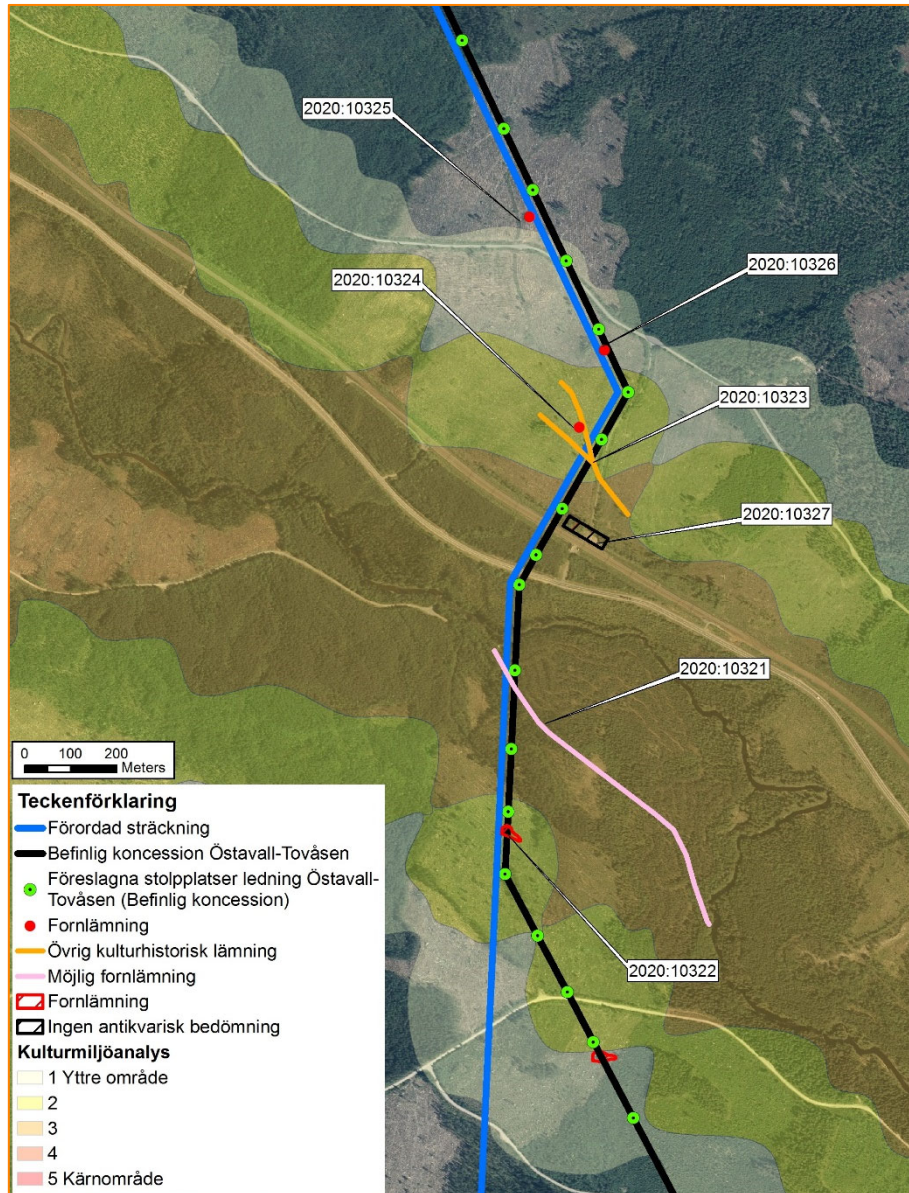 2020:10325
2020:10326
2020:10324
2020:10323
2020:10327
2020:10321
0 100 200
Meters
Teckenförklaring
Förordad sträckning
Befinlig koncession Östavall-Tovåsen
Föreslagna stolpplatser ledning Östavall-
Tovåsen (Befinlig koncession)
Fornlämning
Övrig kulturhistorisk lämning
Möjlig fornlämning
Fornlämning
Ingen antikvarisk bedömning
Kulturmiljöanalys
1 Yttre område
2
3
4
5 Kärnområde
2020:10322